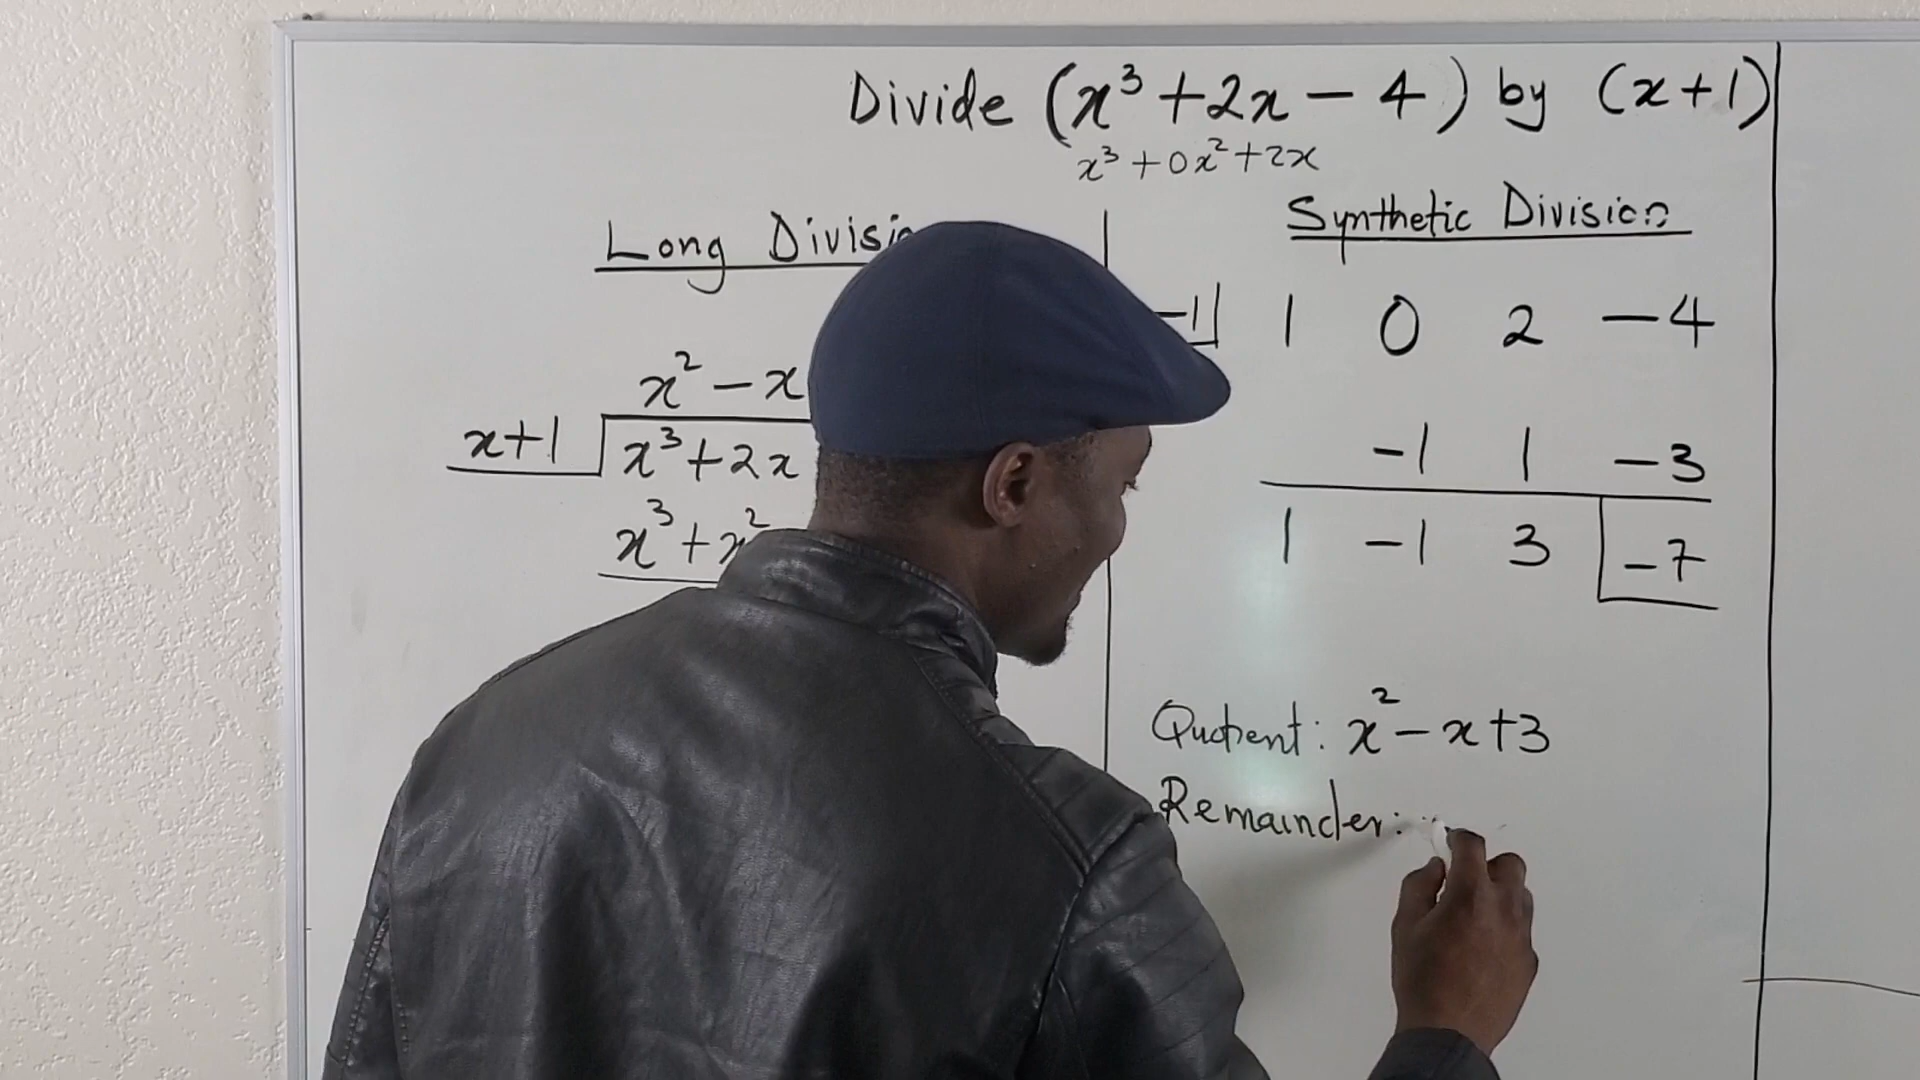 Divide (x³ + 2x - 4) by (x+1)
x³ + 0x² + 2x
Long Divisi
x² - x
x+1 x³ + 2x
x³ + x²
Synthetic Division
-1 1 0 2 -4
-1 1 -3
1 -1 3 -7
Quotient: x² - x + 3
Remainder: